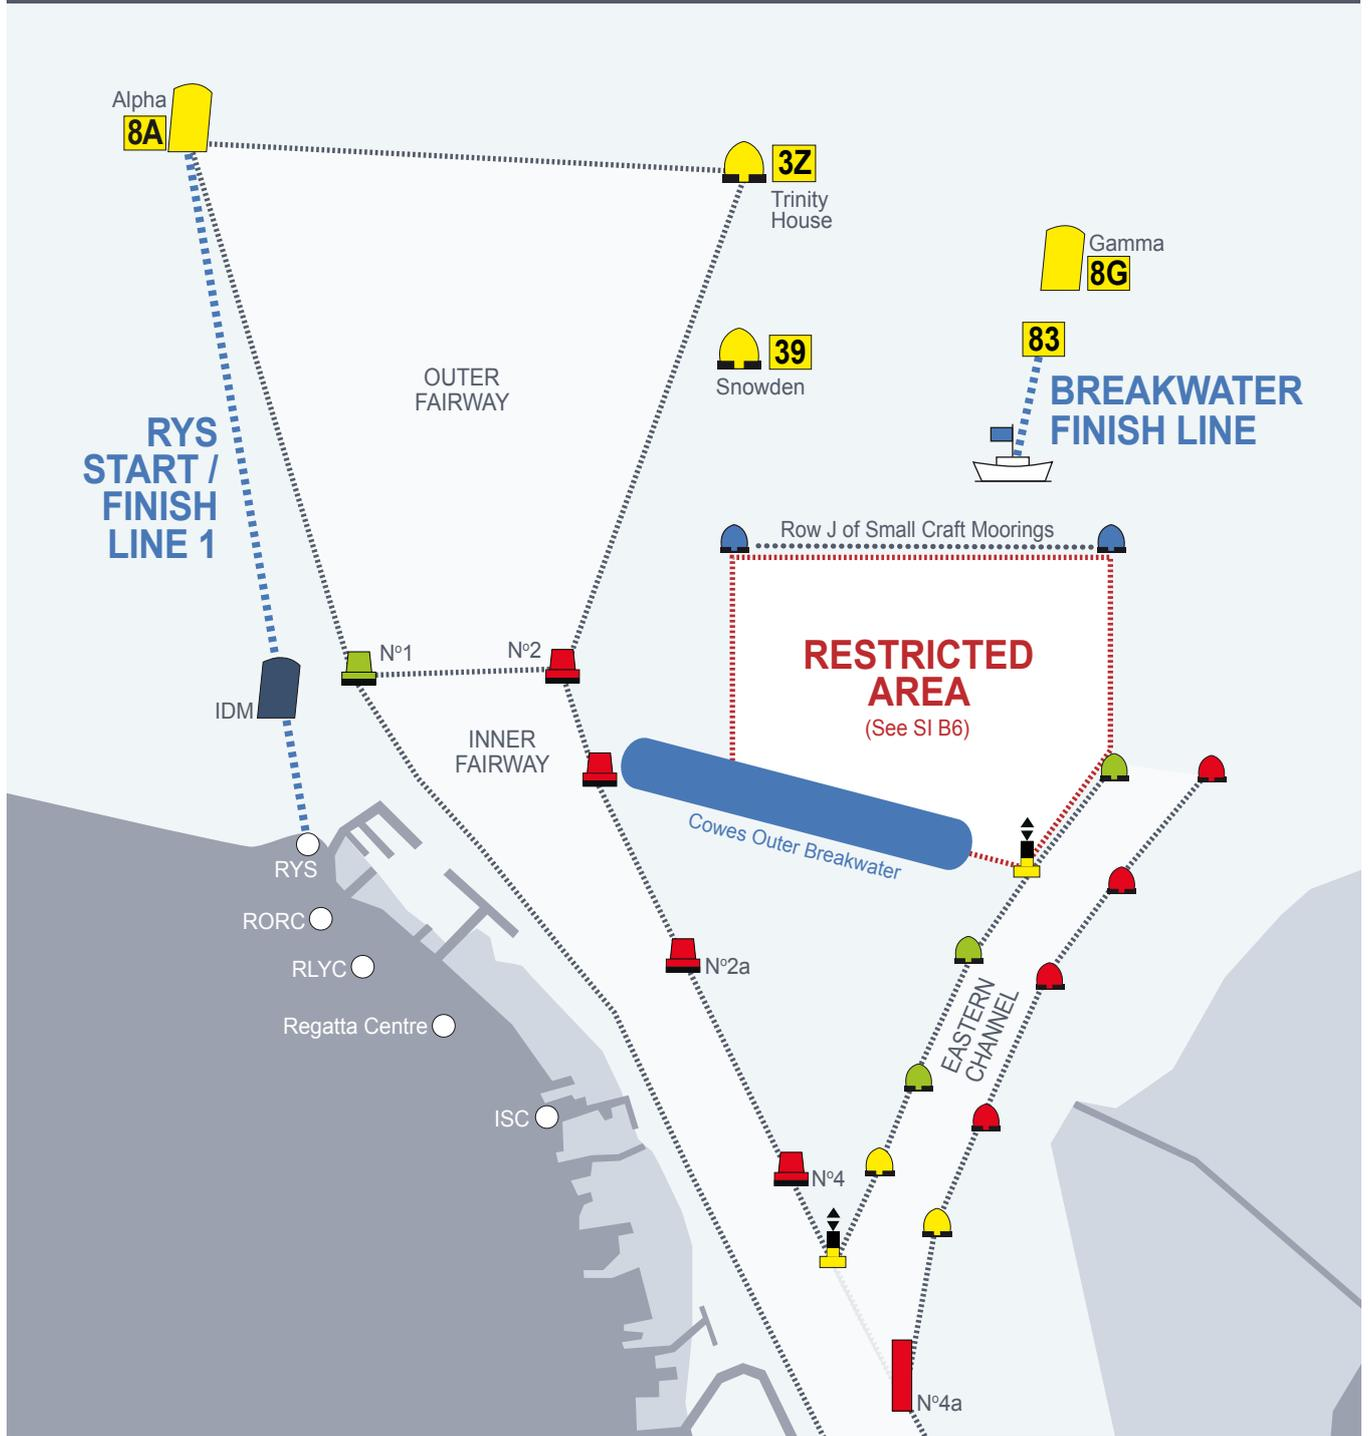 Alpha
8A
3Z
Trinity
House
Gamma
8G
83
BREAKWATER
FINISH LINE
39
Snowden
OUTER
FAIRWAY
RYS
START /
FINISH
LINE 1
Row J of Small Craft Moorings
RESTRICTED
AREA
(See SI B6)
Nº1
Nº2
IDM
INNER
FAIRWAY
Cowes Outer Breakwater
RYS
RORC
RLYC
Nº2a
Regatta Centre
EASTERN
CHANNEL
ISC
Nº4
Nº4a